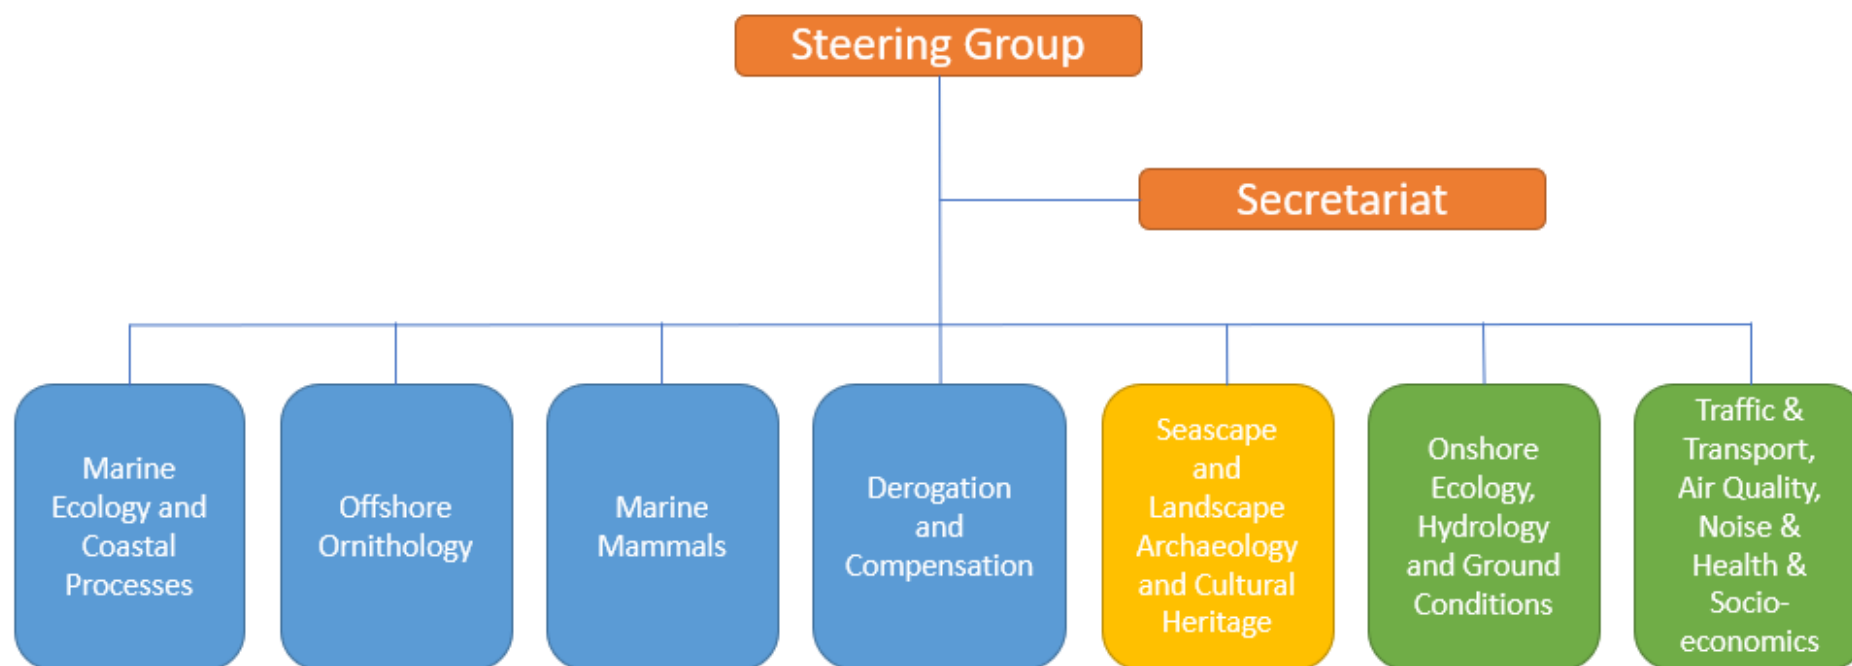 Steering Group
Secretariat
Marine
Ecology and
Coastal
Processes
Offshore
Ornithology
Marine
Mammals
Derogation
and
Compensation
Seascape
and
Landscape
Archaeology
and Cultural
Heritage
Onshore
Ecology,
Hydrology
and Ground
Conditions
Traffic &
Transport,
Air Quality,
Noise &
Health &
Socio-
economics